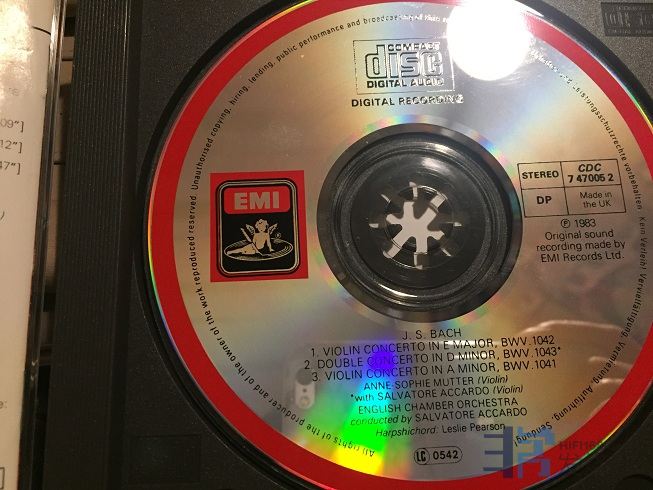 09"]
12"]
47"]
COMPACT
disc
DIGITAL AUDIO
DIGITAL RECORDING
EMI
STEREO
CDC
7 47005 2
DP
Made in
the UK
℗ 1983
Original sound
recording made by
EMI Records Ltd.
J. S. BACH
1. VIOLIN CONCERTO IN E MAJOR, BWV.1042
2. DOUBLE CONCERTO IN D MINOR, BWV.1043*
3. VIOLIN CONCERTO IN A MINOR, BWV.1041
ANNE-SOPHIE MUTTER (Violin)
*with SALVATORE ACCARDO (Violin)
ENGLISH CHAMBER ORCHESTRA
conducted by SALVATORE ACCARDO
Harpsichord: Leslie Pearson
LC 0542
All rights of the producer and of the owner of the work reproduced reserved. Unauthorised copying, hiring, lending, public performance and broadcasting
Leistungsschutzrechte vorbehalten. Kein Verleih! Vervielfältigung, Vermietung, Aufführung, Sendung!